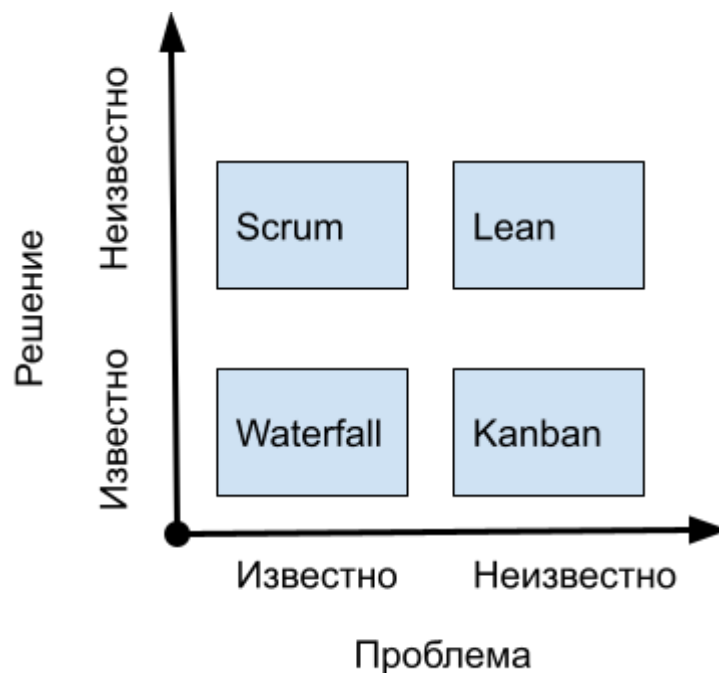 Решение
Неизвестно
Известно
Scrum
Lean
Waterfall
Kanban
Известно
Неизвестно
Проблема